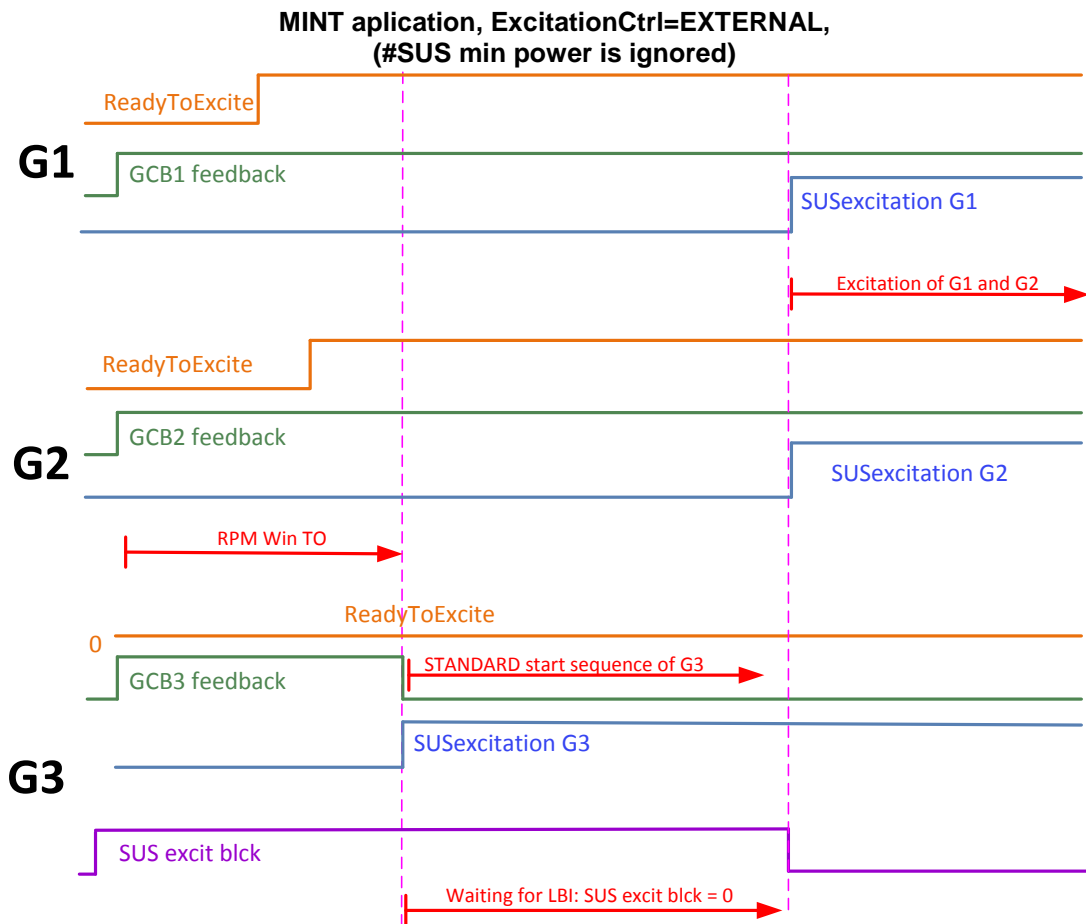 MINT aplication, ExcitationCtrl=EXTERNAL,
(#SUS min power is ignored)
ReadyToExcite
G1
GCB1 feedback
SUSexcitation G1
Excitation of G1 and G2
ReadyToExcite
GCB2 feedback
G2
SUSexcitation G2
RPM Win TO
ReadyToExcite
0
STANDARD start sequence of G3
GCB3 feedback
SUSexcitation G3
G3
SUS excit blck
Waiting for LBI: SUS excit blck = 0